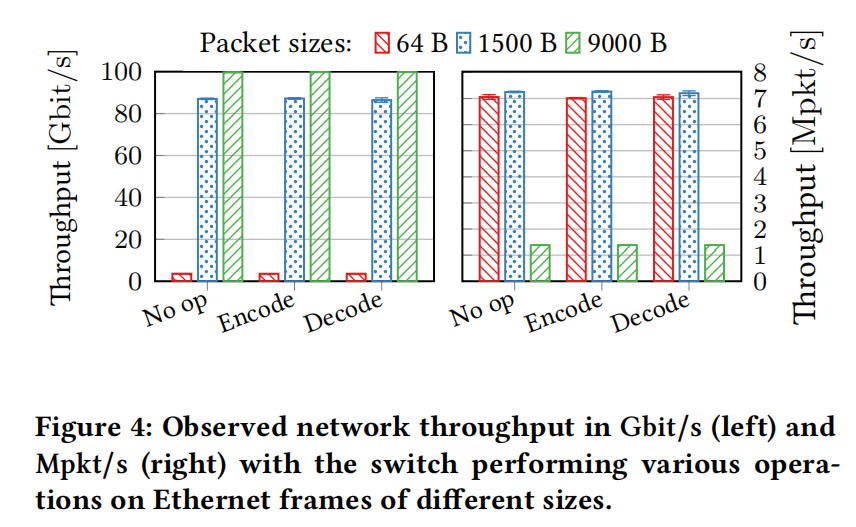 Packet sizes: 64 B 1500 B 9000 B
Throughput [Gbit/s]
100
80
60
40
20
0
No op Encode Decode
No op Encode Decode
8
7
6
5
4
3
2
1
0
Throughput [Mpkt/s]
Figure 4: Observed network throughput in Gbit/s (left) and
Mpkt/s (right) with the switch performing various opera-
tions on Ethernet frames of different sizes.